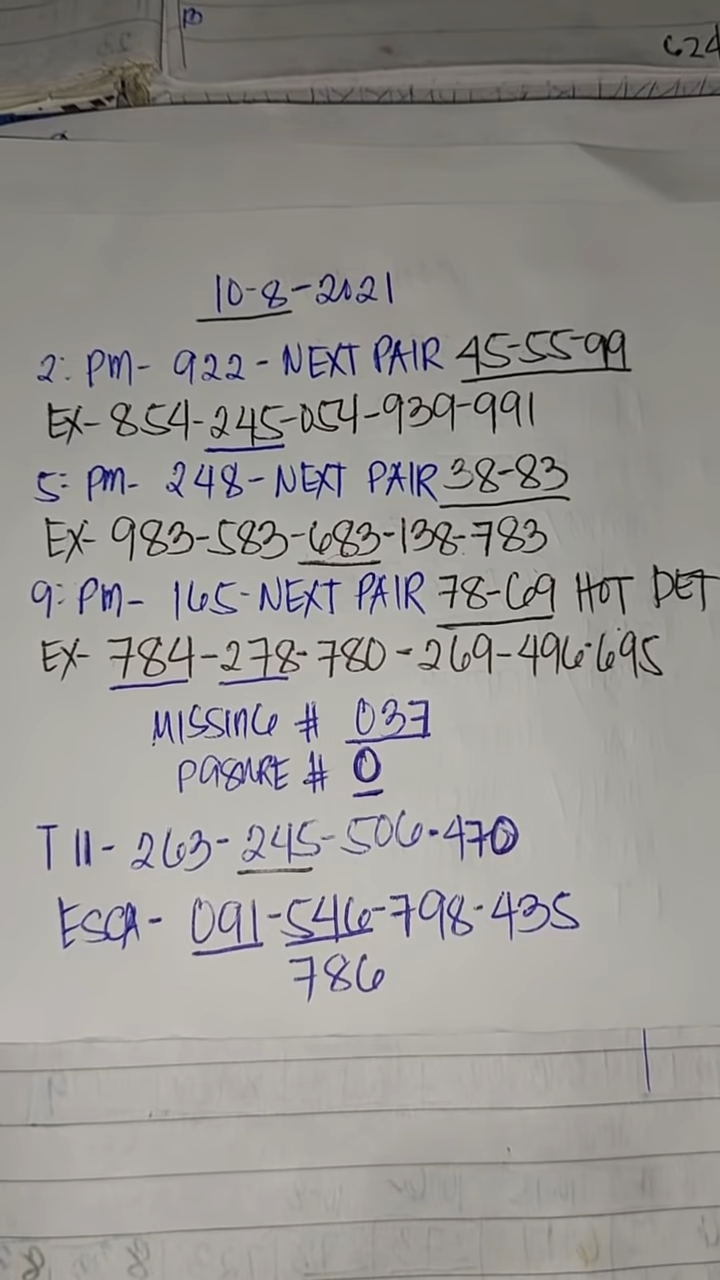 624
10-8-2021
2: PM- 922-NEXT PAIR 45-55-99
EX-854-245-054-939-991
5: PM- 248-NEXT PAIR 38-83
EX-983-583-683-138-783
9: PM- 165-NEXT PAIR 78-69 HOT DET
EX-784-278-780-269-496-695
MISSING # 037
PASURE # 0
T11-263-245-506-470
ESCA-091-546-798-435
786